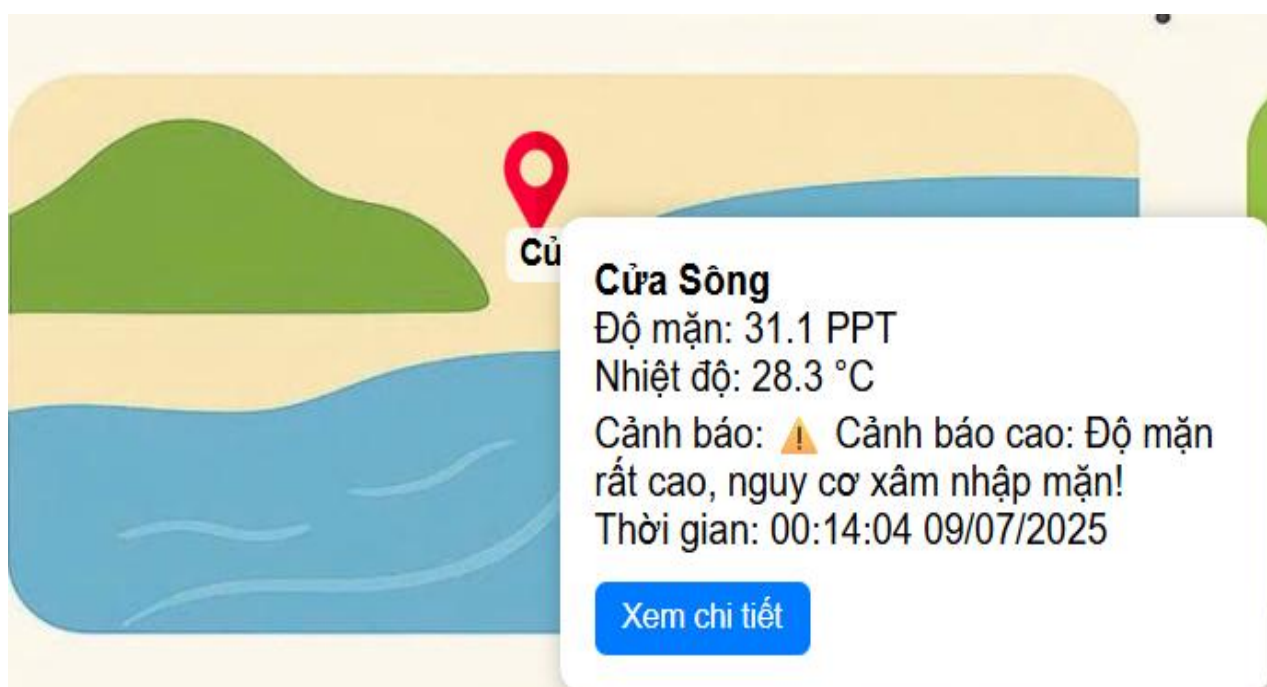 Củ
Cửa Sông
Độ mặn: 31.1 PPT
Nhiệt độ: 28.3 °C
Cảnh báo: ⚠ Cảnh báo cao: Độ mặn
rất cao, nguy cơ xâm nhập mặn!
Thời gian: 00:14:04 09/07/2025
Xem chi tiết